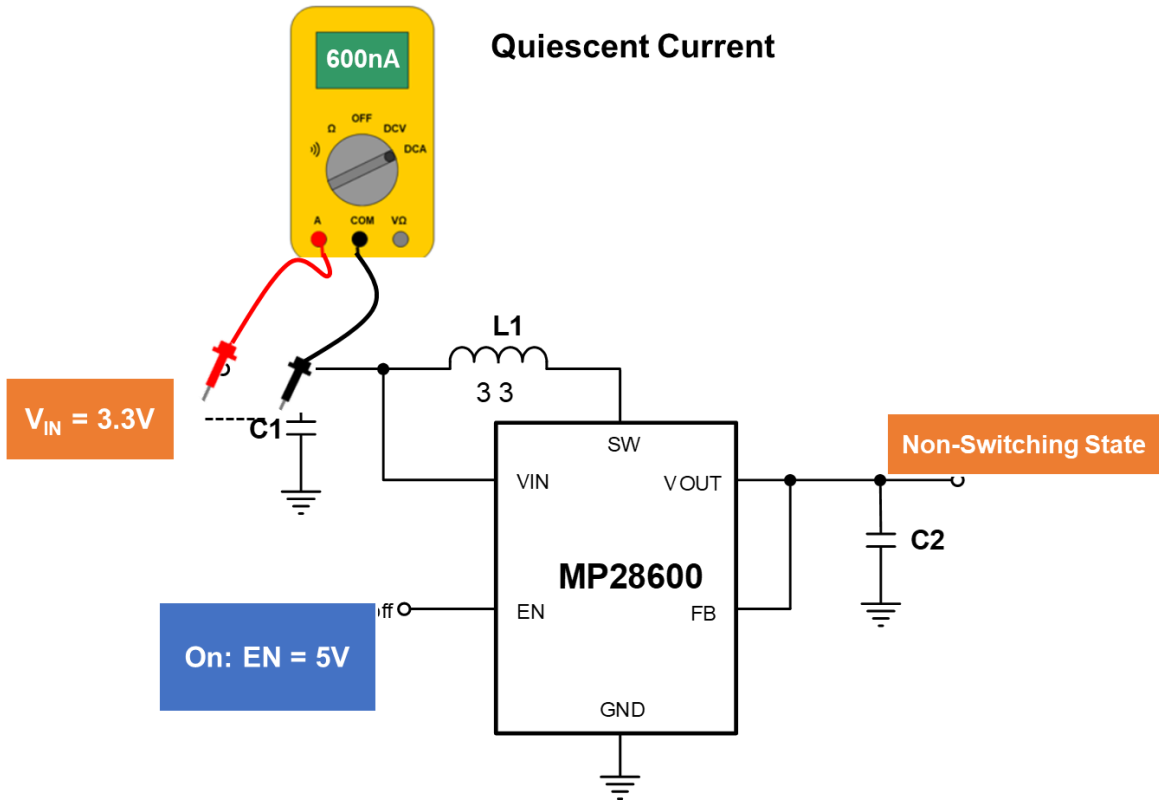 600nA
Quiescent Current
OFF
Ω
DCV
DCA
A
COM
VΩ
L1
3 3
VIN = 3.3V
C1
SW
Non-Switching State
VIN
VOUT
C2
MP28600
ff
EN
FB
On: EN = 5V
GND